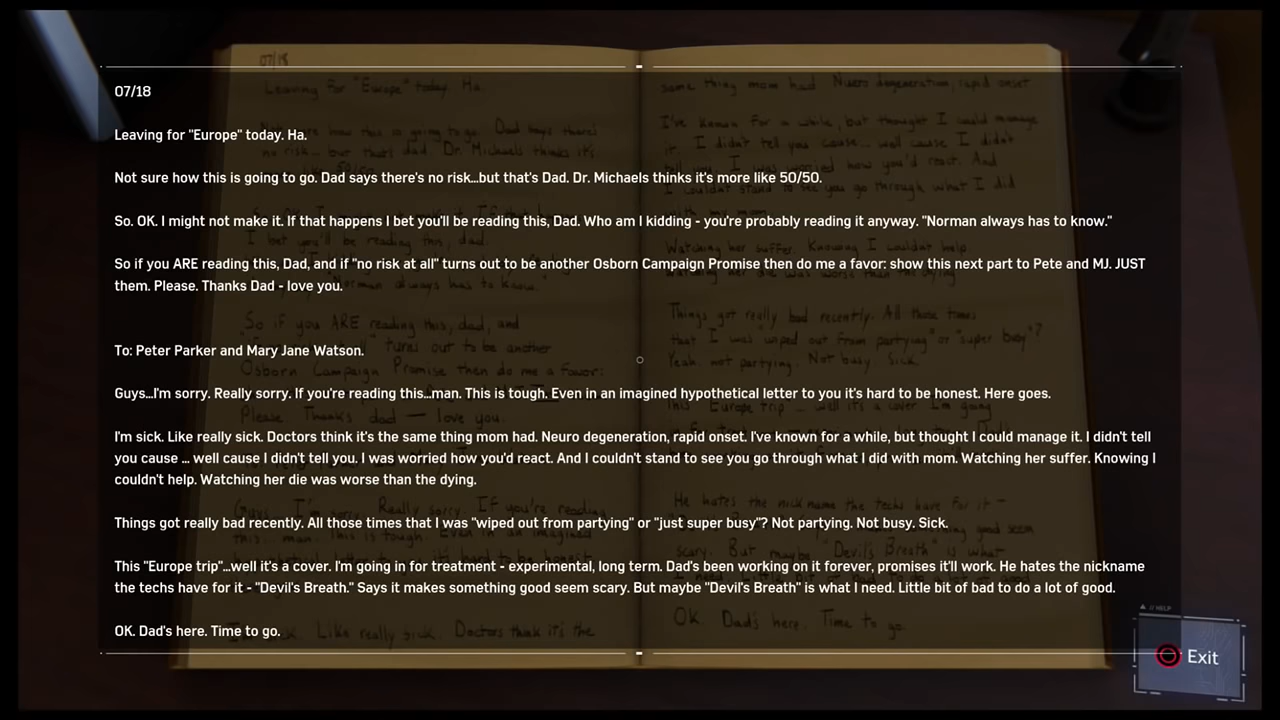 07/18
Leaving for "Europe" today. Ha.
Not sure how this is going to go. Dad says there's no risk...but that's Dad. Dr. Michaels thinks it's more like 50/50.
So. OK. I might not make it. If that happens I bet you'll be reading this, Dad. Who am I kidding - you're probably reading it anyway. "Norman always has to know."
So if you ARE reading this, Dad, and if "no risk at all" turns out to be another Osborn Campaign Promise then do me a favor: show this next part to Pete and MJ. JUST
them. Please. Thanks Dad - love you.
To: Peter Parker and Mary Jane Watson.
Guys...I'm sorry. Really sorry. If you're reading this...man. This is tough. Even in an imagined hypothetical letter to you it's hard to be honest. Here goes.
I'm sick. Like really sick. Doctors think it's the same thing mom had. Neuro degeneration, rapid onset. I've known for a while, but thought I could manage it. I didn't tell
you cause ... well cause I didn't tell you. I was worried how you'd react. And I couldn't stand to see you go through what I did with mom. Watching her suffer. Knowing I
couldn't help. Watching her die was worse than the dying.
Things got really bad recently. All those times that I was "wiped out from partying" or "just super busy"? Not partying. Not busy. Sick.
This "Europe trip"...well it's a cover. I'm going in for treatment - experimental, long term. Dad's been working on it forever, promises it'll work. He hates the nickname
the techs have for it - "Devil's Breath." Says it makes something good seem scary. But maybe "Devil's Breath" is what I need. Little bit of bad to do a lot of good.
OK. Dad's here. Time to go.
// HELP
Exit